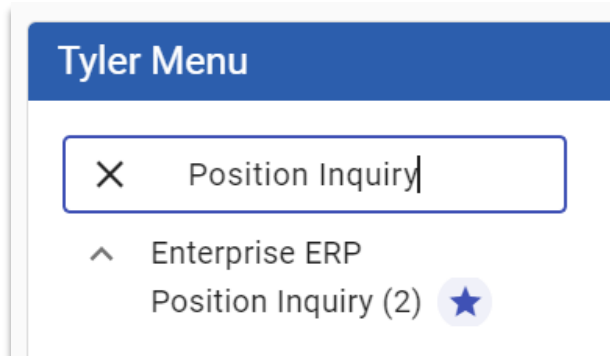 Tyler Menu
Position Inquiry
Enterprise ERP
Position Inquiry (2)